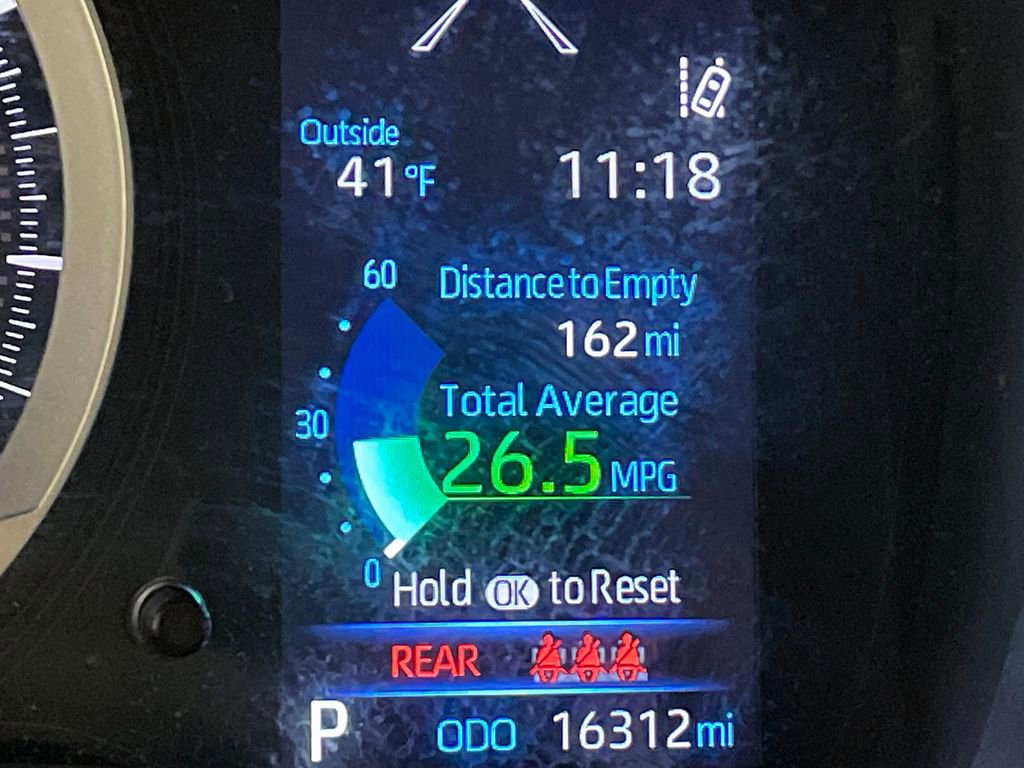 Outside
41°F 11:18
60 Distance to Empty
162 mi
Total Average
30 26.5 MPG
0 Hold OK to Reset
REAR
P ODO 16312 mi